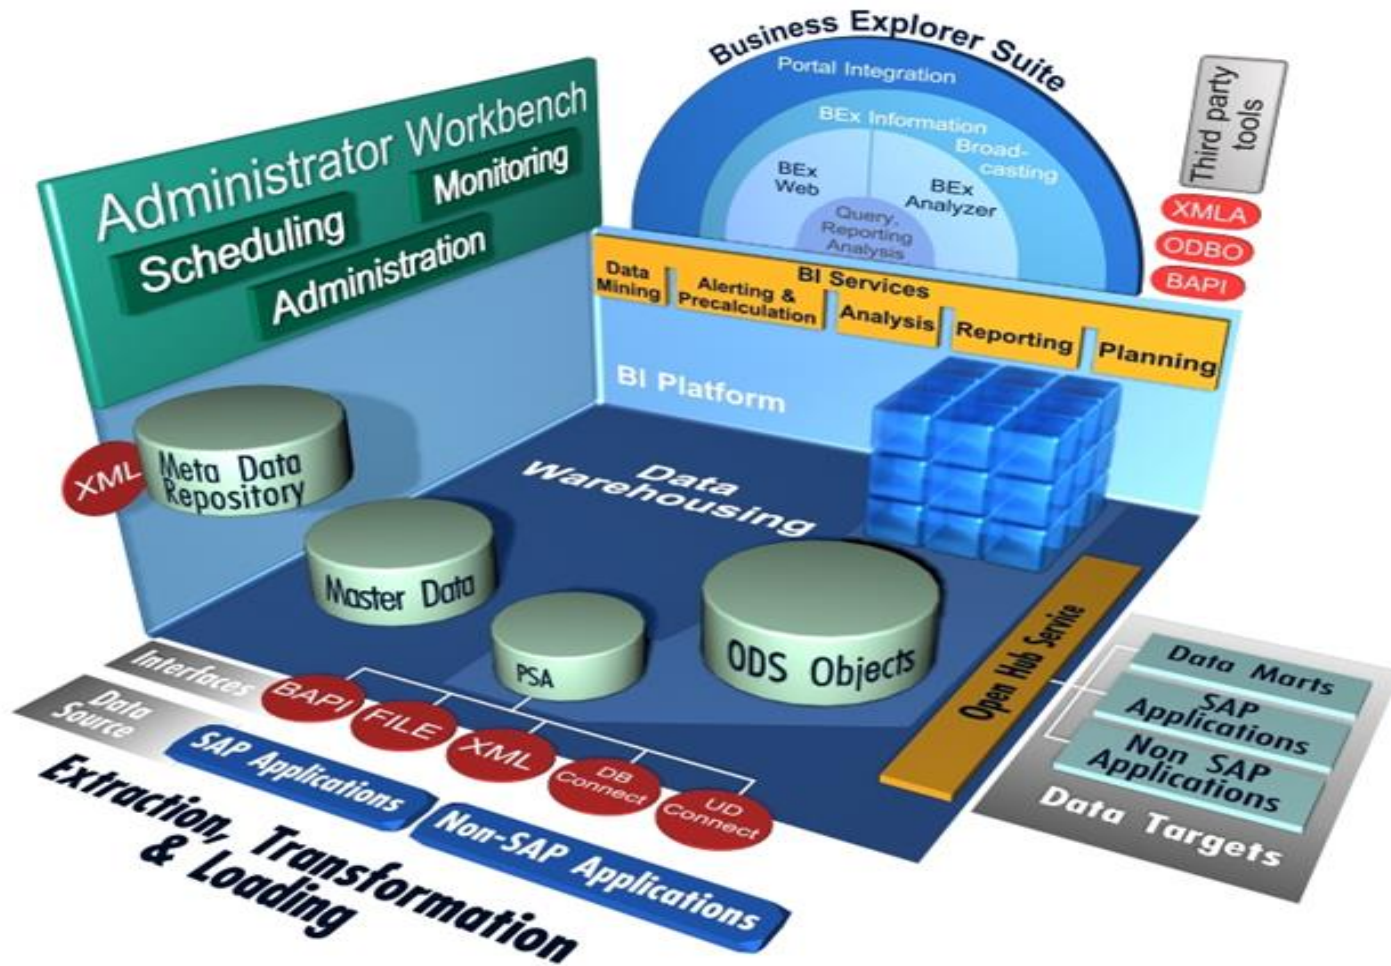 Business Explorer Suite
Portal Integration
BEx Information
Broad-
casting
BEx
Web
BEx
Analyzer
Query,
Reporting
Analysis
Third party
tools
XMLA
ODBO
BAPI
Administrator Workbench
Monitoring
Scheduling
Administration
BI Services
Data
Mining
Alerting &
Precalculation
Analysis
Reporting
Planning
BI Platform
Data
Warehousing
XML
Meta Data
Repository
Master Data
PSA
ODS Objects
Open Hub Service
Data Marts
SAP
Applications
Non SAP
Applications
Data Targets
Interfaces
BAPI
FILE
XML
DB
Connect
UD
Connect
Data
Source
SAP Applications
Non-SAP Applications
Extraction, Transformation
& Loading